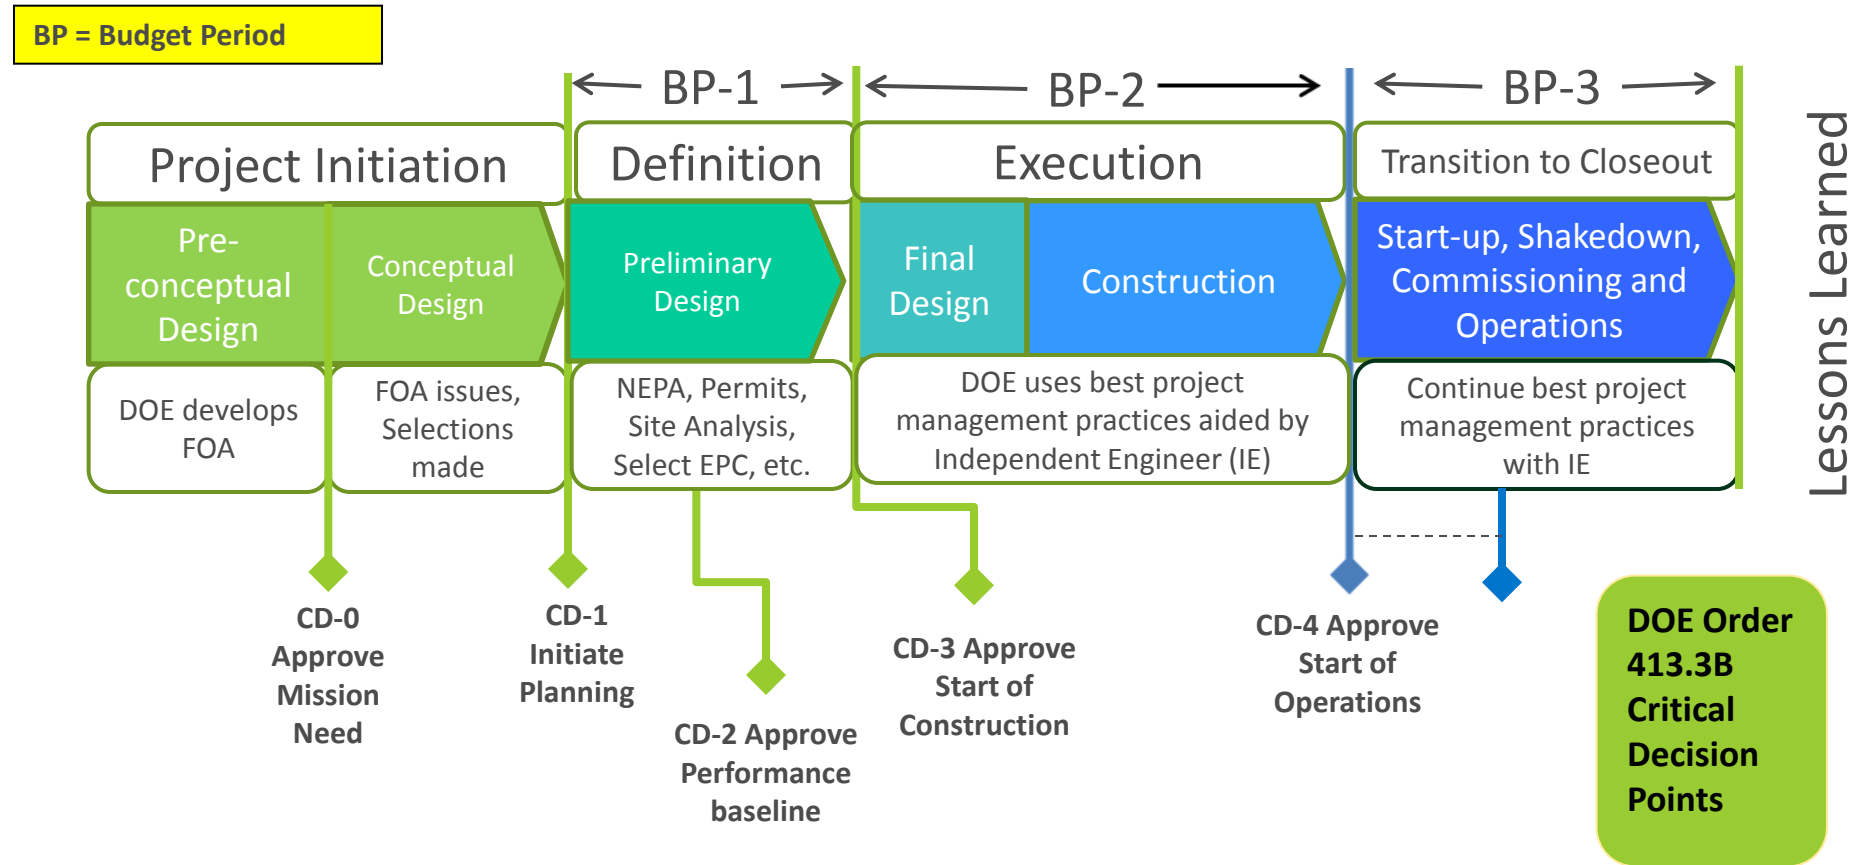 BP = Budget Period
BP-1
BP-2
BP-3
Project Initiation
Definition
Execution
Transition to Closeout
Pre-
conceptual
Design
Conceptual
Design
Preliminary
Design
Final
Design
Construction
Start-up, Shakedown,
Commissioning and
Operations
DOE develops
FOA
FOA issues,
Selections
made
NEPA, Permits,
Site Analysis,
Select EPC, etc.
DOE uses best project
management practices aided by
Independent Engineer (IE)
Continue best project
management practices
with IE
Lessons Learned
CD-0
Approve
Mission
Need
CD-1
Initiate
Planning
CD-2 Approve
Performance
baseline
CD-3 Approve
Start of
Construction
CD-4 Approve
Start of
Operations
DOE Order
413.3B
Critical
Decision
Points